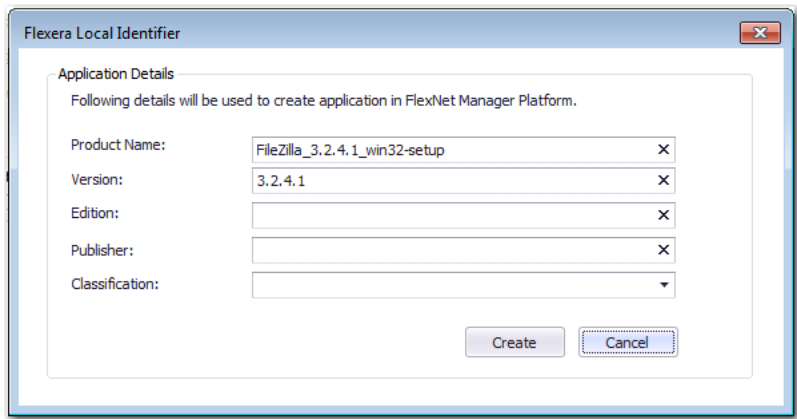 Flexera Local Identifier
Application Details
Following details will be used to create application in FlexNet Manager Platform.
Product Name: FileZilla_3.2.4.1_win32-setup
Version: 3.2.4.1
Edition:
Publisher:
Classification:
Create Cancel